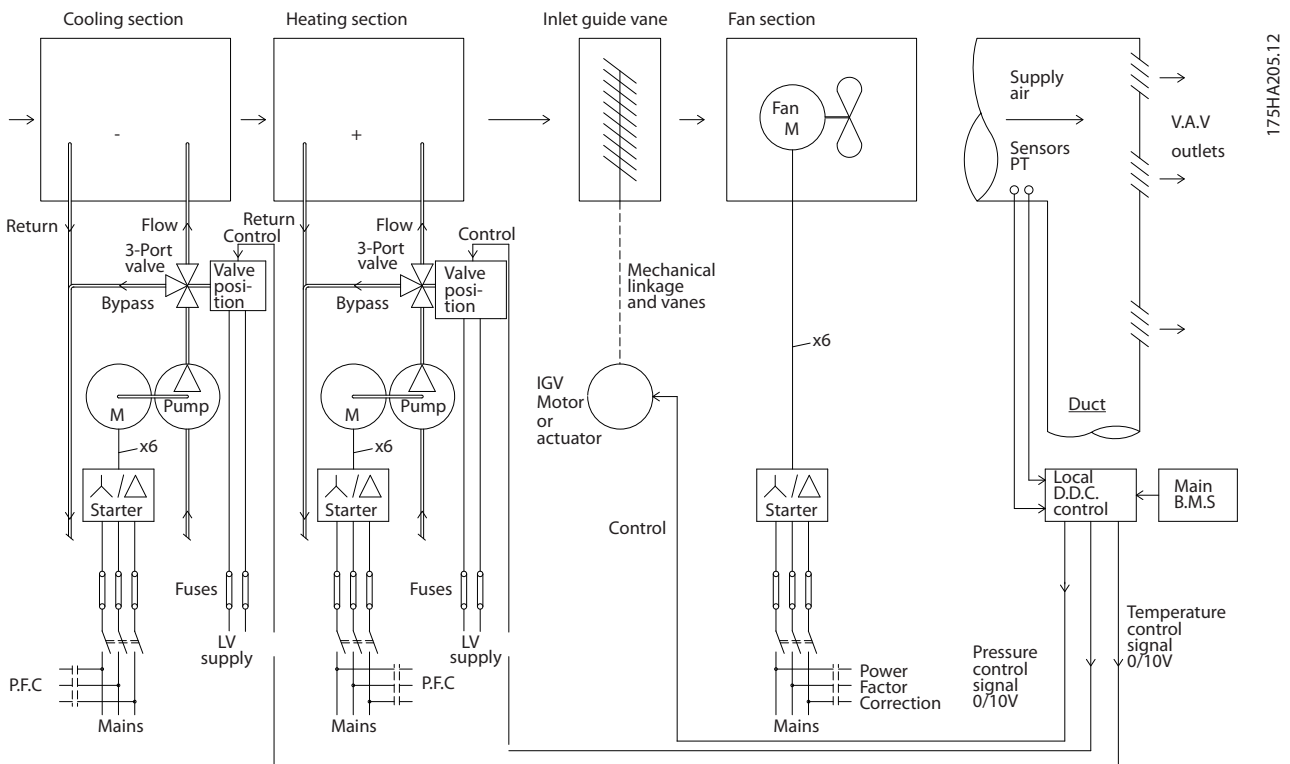 Cooling section
Heating section
Inlet guide vane
Fan section
175HA205.12
-
+
Fan
M
Supply
air
Sensors
PT
V.A.V
outlets
Return
Flow
3-Port
valve
Bypass
Control
Valve
posi-
tion
Return
Flow
3-Port
valve
Bypass
Control
Valve
posi-
tion
Mechanical
linkage
and vanes
x6
M
Pump
x6
M
Pump
x6
IGV
Motor
or
actuator
Duct
Starter
Starter
Control
Starter
Local
D.D.C.
control
Main
B.M.S
Fuses
LV
supply
Fuses
LV
supply
P.F.C
Mains
P.F.C
Mains
Power
Factor
Correction
Mains
Pressure
control
signal
0/10V
Temperature
control
signal
0/10V